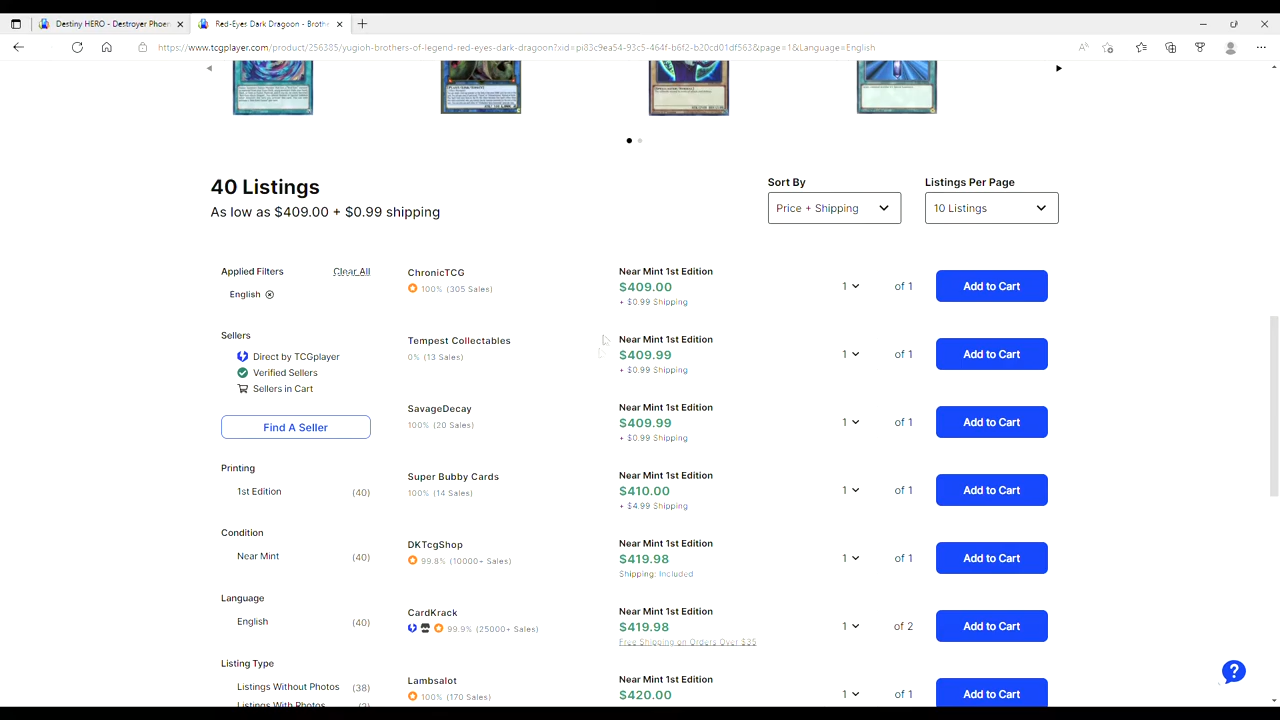 Destiny HERO - Destroyer Phoeni
Red-Eyes Dark Dragoon - Brothe
https://www.tcgplayer.com/product/256385/yugioh-brothers-of-legend-red-eyes-dark-dragoon?xid=pi83c9ea54-93c5-464f-b6f2-b20cd01df563&page=1&Language=English
40 Listings
As low as $409.00 + $0.99 shipping
Sort By
Price + Shipping
Listings Per Page
10 Listings
Applied Filters
Clear All
English
Sellers
Direct by TCGplayer
Verified Sellers
Sellers in Cart
Find A Seller
Printing
1st Edition (40)
Condition
Near Mint (40)
Language
English (40)
Listing Type
Listings Without Photos (38)
Listings With Photos
ChronicTCG
100% (305 Sales)
Near Mint 1st Edition
$409.00
+ $0.99 Shipping
1 of 1
Add to Cart
Tempest Collectables
0% (13 Sales)
Near Mint 1st Edition
$409.99
+ $0.99 Shipping
1 of 1
Add to Cart
SavageDecay
100% (20 Sales)
Near Mint 1st Edition
$409.99
+ $0.99 Shipping
1 of 1
Add to Cart
Super Bubby Cards
100% (14 Sales)
Near Mint 1st Edition
$410.00
+ $4.99 Shipping
1 of 1
Add to Cart
DKTcgShop
99.8% (10000+ Sales)
Near Mint 1st Edition
$419.98
Shipping: Included
1 of 1
Add to Cart
CardKrack
99.9% (25000+ Sales)
Near Mint 1st Edition
$419.98
Free Shipping on Orders Over $35
1 of 2
Add to Cart
Lambsalot
100% (170 Sales)
Near Mint 1st Edition
$420.00
1 of 1
Add to Cart
?